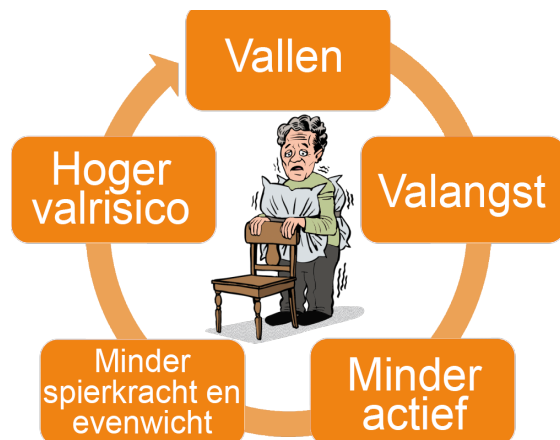 Vallen
Valangst
Minder
actief
Minder
spierkracht en
evenwicht
Hoger
valrisico